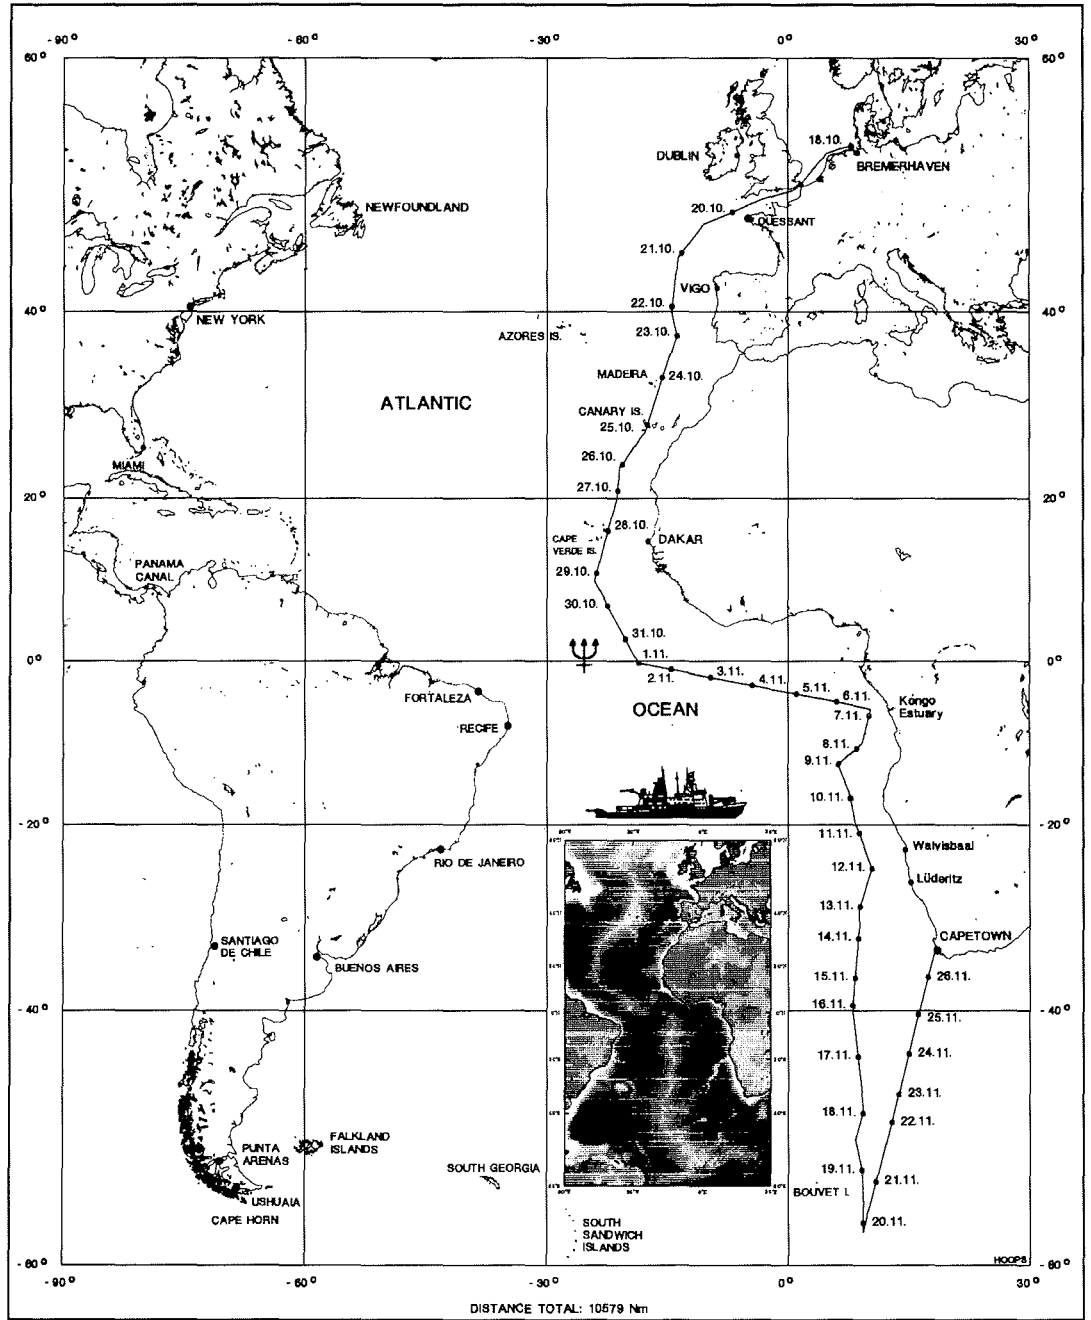 -90° -60° -30° 0° 30°
60° 60°
18.10.
DUBLIN
BREMERHAVEN
NEWFOUNDLAND
20.10.
OUESSANT
21.10.
VIGO
22.10.
40° 40°
NEW YORK
23.10.
AZORES IS.
MADEIRA
24.10.
ATLANTIC
CANARY IS.
25.10.
26.10.
MIAMI
27.10.
20° 20°
28.10.
CAPE
VERDE IS.
DAKAR
PANAMA
CANAL
29.10.
30.10.
31.10.
1.11.
0° 0°
2.11.
3.11.
4.11.
5.11.
6.11.
FORTALEZA
Kongo
Estuary
OCEAN
7.11.
RECIFE
8.11.
9.11.
10.11.
-20° -20°
11.11.
Walvisbaai
RIO DE JANEIRO
12.11.
Lüderitz
13.11.
14.11.
CAPETOWN
SANTIAGO
DE CHILE
BUENOS AIRES
15.11.
26.11.
16.11.
-40° -40°
25.11.
17.11.
24.11.
23.11.
18.11.
22.11.
FALKLAND
ISLANDS
PUNTA
ARENAS
SOUTH GEORGIA
19.11.
21.11.
BOUVET I.
USHUAIA
CAPE HORN
20.11.
SOUTH
SANDWICH
ISLANDS
HOOPS
-60° -60°
-90° -60° -30° 0° 30°
DISTANCE TOTAL: 10579 Nm